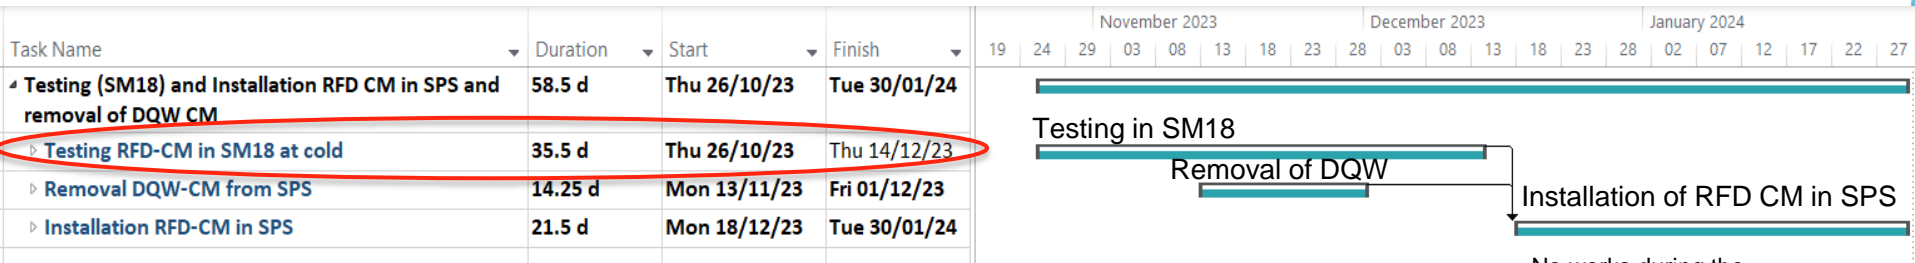 November 2023 December 2023 January 2024
Task Name Duration Start Finish 19 24 29 03 08 13 18 23 28 03 08 13 18 23 28 02 07 12 17 22 27
Testing (SM18) and Installation RFD CM in SPS and 58.5 d Thu 26/10/23 Tue 30/01/24
removal of DQW CM
Testing in SM18
Testing RFD-CM in SM18 at cold 35.5 d Thu 26/10/23 Thu 14/12/23
Removal of DQW
Removal DQW-CM from SPS 14.25 d Mon 13/11/23 Fri 01/12/23
Installation of RFD CM in SPS
Installation RFD-CM in SPS 21.5 d Mon 18/12/23 Tue 30/01/24
No works during the